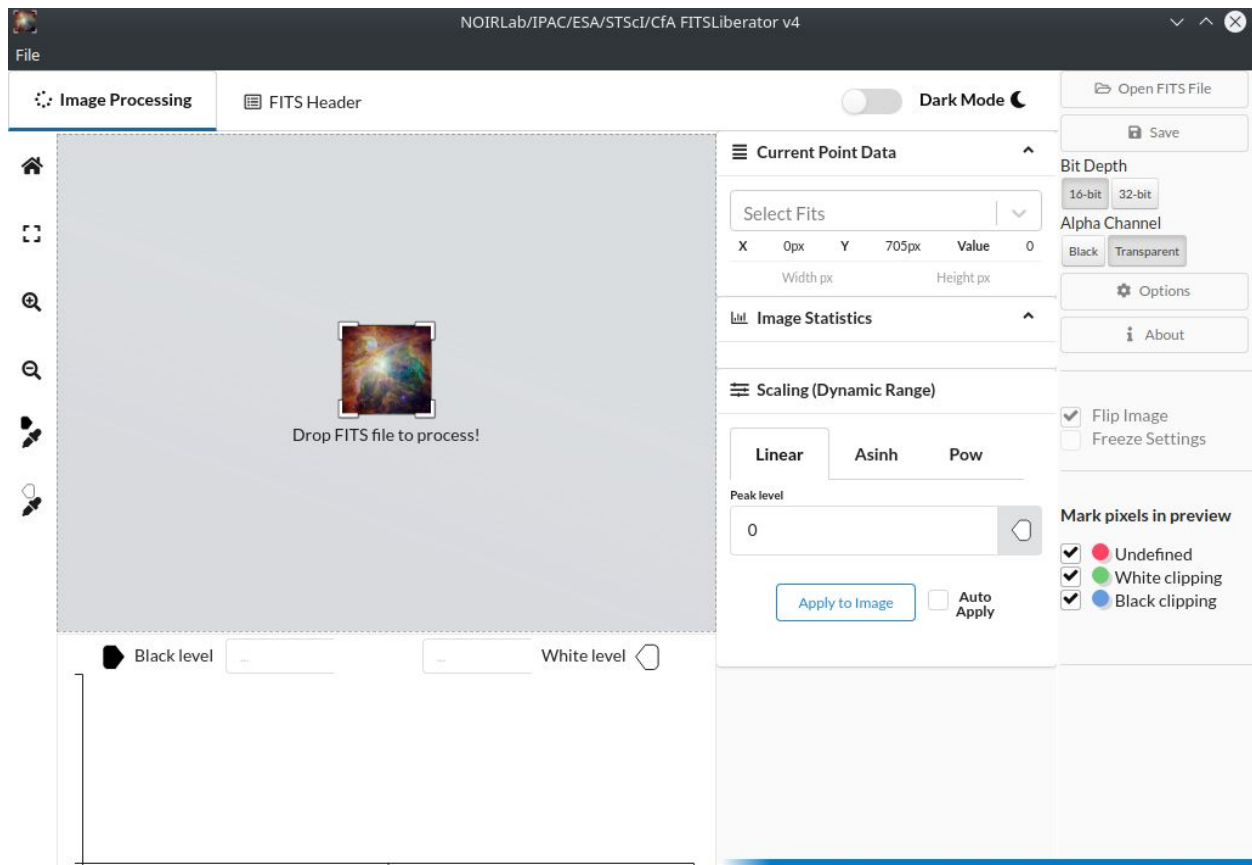 NOIRLab/IPAC/ESA/STScI/CfA FITSLiberator v4
File
Image Processing
FITS Header
Dark Mode
Open FITS File
Save
Bit Depth
16-bit 32-bit
Alpha Channel
Black Transparent
Options
About
Flip Image
Freeze Settings
Mark pixels in preview
Undefined
White clipping
Black clipping
Current Point Data
Select Fits
X 0px Y 705px Value 0
Width px Height px
Image Statistics
Scaling (Dynamic Range)
Linear Asinh Pow
Peak level
0
Apply to Image
Auto
Apply
Drop FITS file to process!
Black level ... ... White level